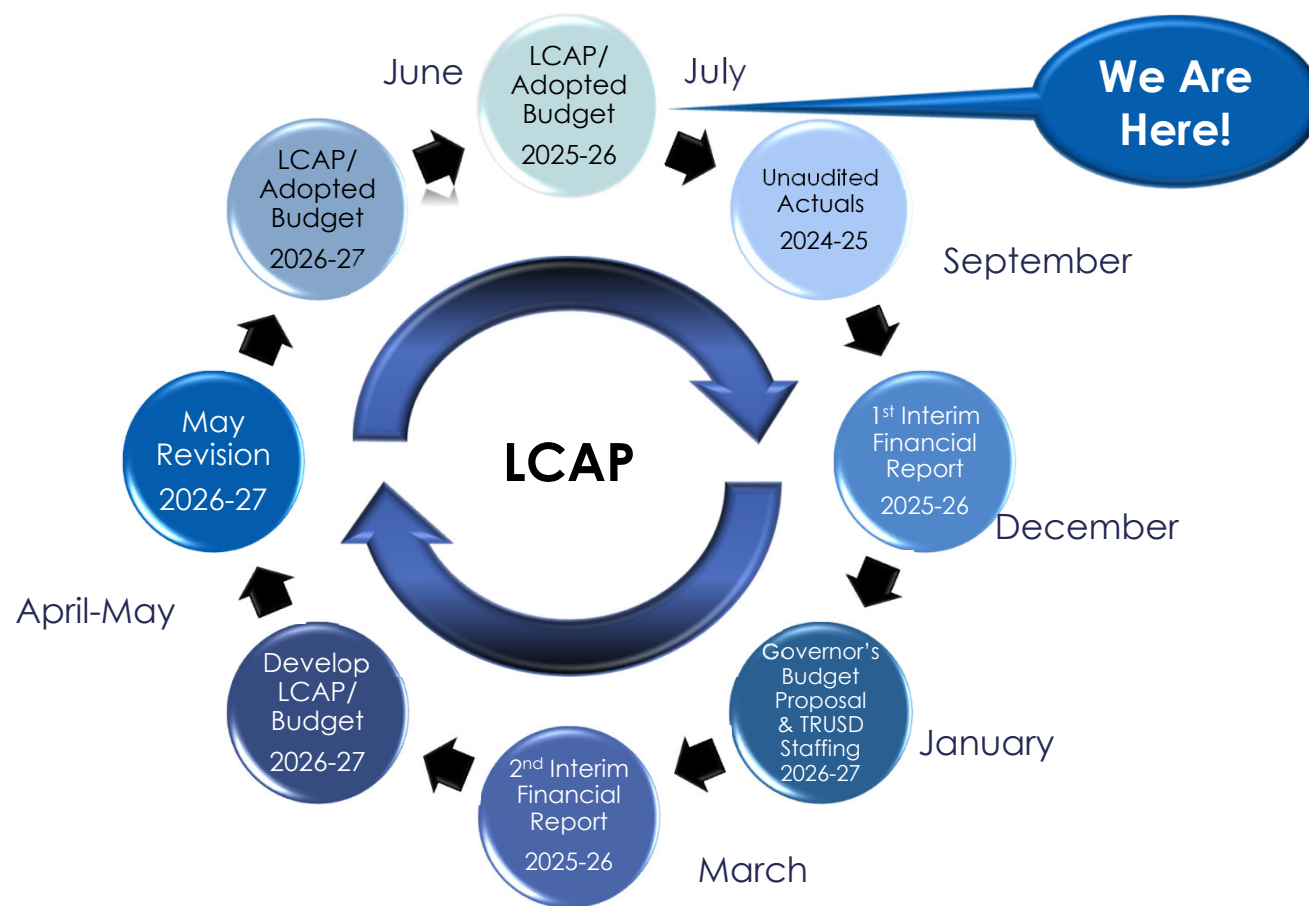 June
LCAP/
Adopted
Budget
2025-26
July
We Are
Here!
Unaudited
Actuals
2024-25
September
1st Interim
Financial
Report
2025-26
December
Governor’s
Budget
Proposal
& TRUSD
Staffing
2026-27
January
2nd Interim
Financial
Report
2025-26
March
Develop
LCAP/
Budget
2026-27
April-May
May
Revision
2026-27
LCAP/
Adopted
Budget
2026-27
LCAP